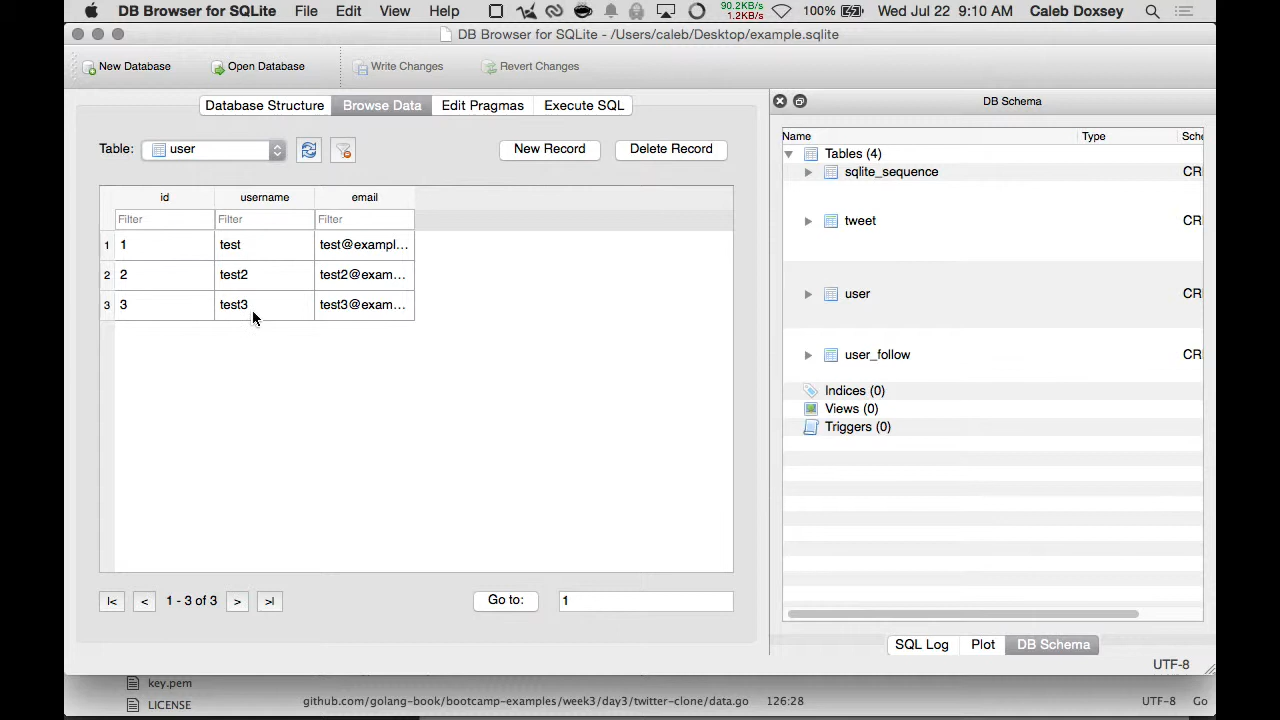 DB Browser for SQLite File Edit View Help 90.2KB/s 1.2KB/s 100% Wed Jul 22 9:10 AM Caleb Doxsey
DB Browser for SQLite - /Users/caleb/Desktop/example.sqlite
New Database Open Database Write Changes Revert Changes
Database Structure Browse Data Edit Pragmas Execute SQL
Table: user New Record Delete Record
id username email
Filter Filter Filter
1 1 test test@exampl...
2 2 test2 test2@exam...
3 3 test3 test3@exam...
|< < 1 - 3 of 3 > >| Go to: 1
DB Schema
Name Type Sche
Tables (4)
sqlite_sequence CR
tweet CR
user CR
user_follow CR
Indices (0)
Views (0)
Triggers (0)
SQL Log Plot DB Schema
UTF-8
key.pem
LICENSE
github.com/golang-book/bootcamp-examples/week3/day3/twitter-clone/data.go 126:28 UTF-8 Go